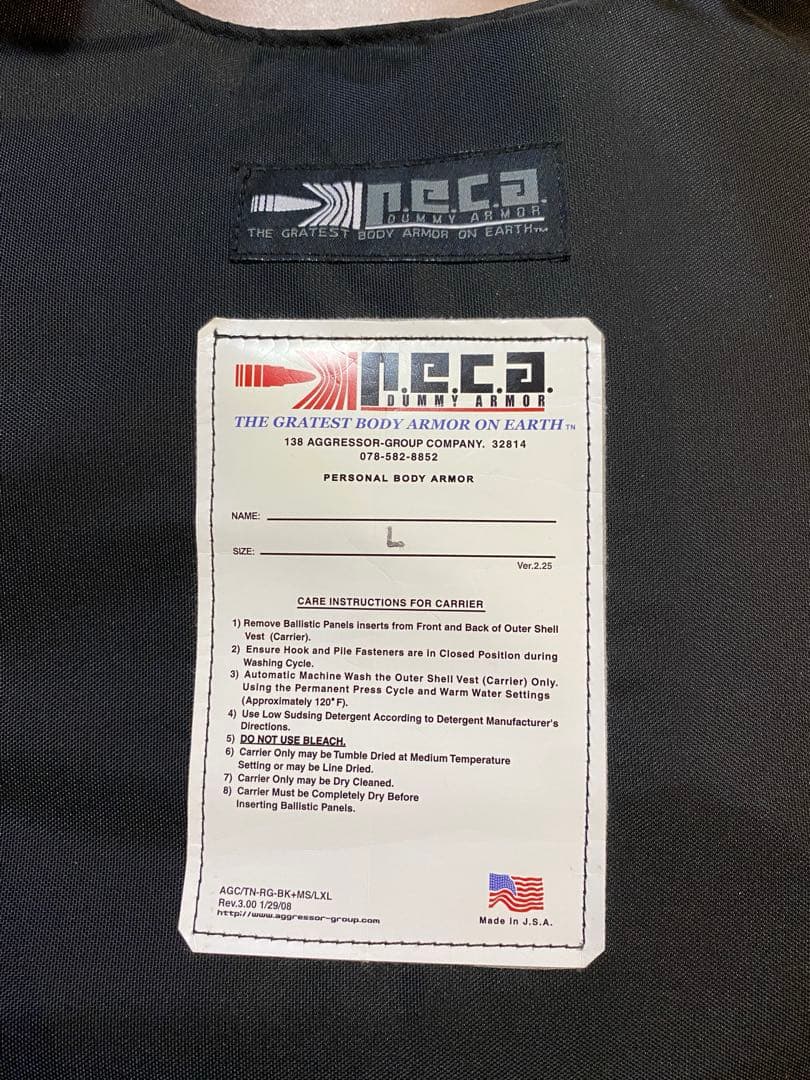 P.E.C.A.
DUMMY ARMOR
THE GRATEST BODY ARMOR ON EARTH™
P.E.C.A.
DUMMY ARMOR
THE GRATEST BODY ARMOR ON EARTH TN
138 AGGRESSOR-GROUP COMPANY. 32814
078-582-8852
PERSONAL BODY ARMOR
NAME:
L
SIZE:
Ver.2.25
CARE INSTRUCTIONS FOR CARRIER
1) Remove Ballistic Panels inserts from Front and Back of Outer Shell
Vest (Carrier).
2) Ensure Hook and Pile Fasteners are in Closed Position during
Washing Cycle.
3) Automatic Machine Wash the Outer Shell Vest (Carrier) Only.
Using the Permanent Press Cycle and Warm Water Settings
(Approximately 120° F).
4) Use Low Sudsing Detergent According to Detergent Manufacturer's
Directions.
5) DO NOT USE BLEACH.
6) Carrier Only may be Tumble Dried at Medium Temperature
Setting or may be Line Dried.
7) Carrier Only may be Dry Cleaned.
8) Carrier Must be Completely Dry Before
Inserting Ballistic Panels.
AGC/TN-RG-BK+MS/LXL
Rev.3.00 1/29/08
http://www.aggressor-group.com
Made In J.S.A.